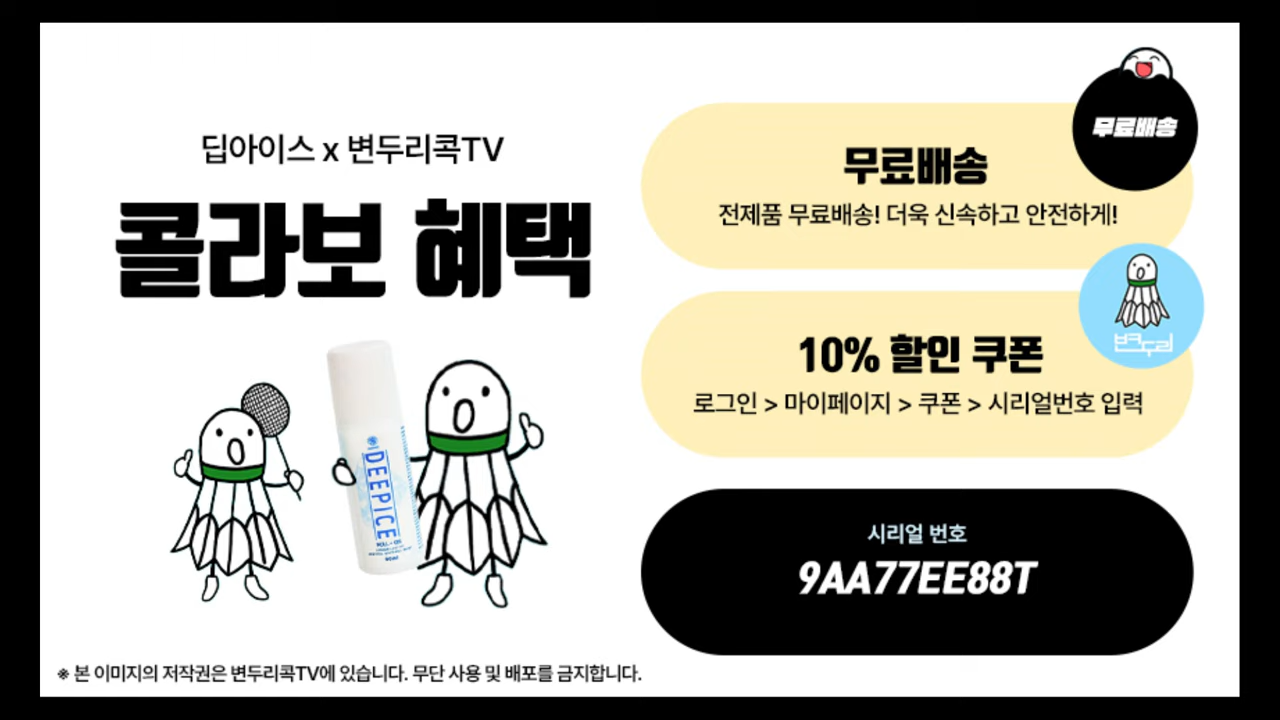 딥아이스 x 변두리콕TV
콜라보 혜택
DEEPICE
ROLL - ON
무료배송
무료배송
전제품 무료배송! 더욱 신속하고 안전하게!
변두리
10% 할인 쿠폰
로그인 > 마이페이지 > 쿠폰 > 시리얼번호 입력
시리얼 번호
9AA77EE88T
※ 본 이미지의 저작권은 변두리콕TV에 있습니다. 무단 사용 및 배포를 금지합니다.